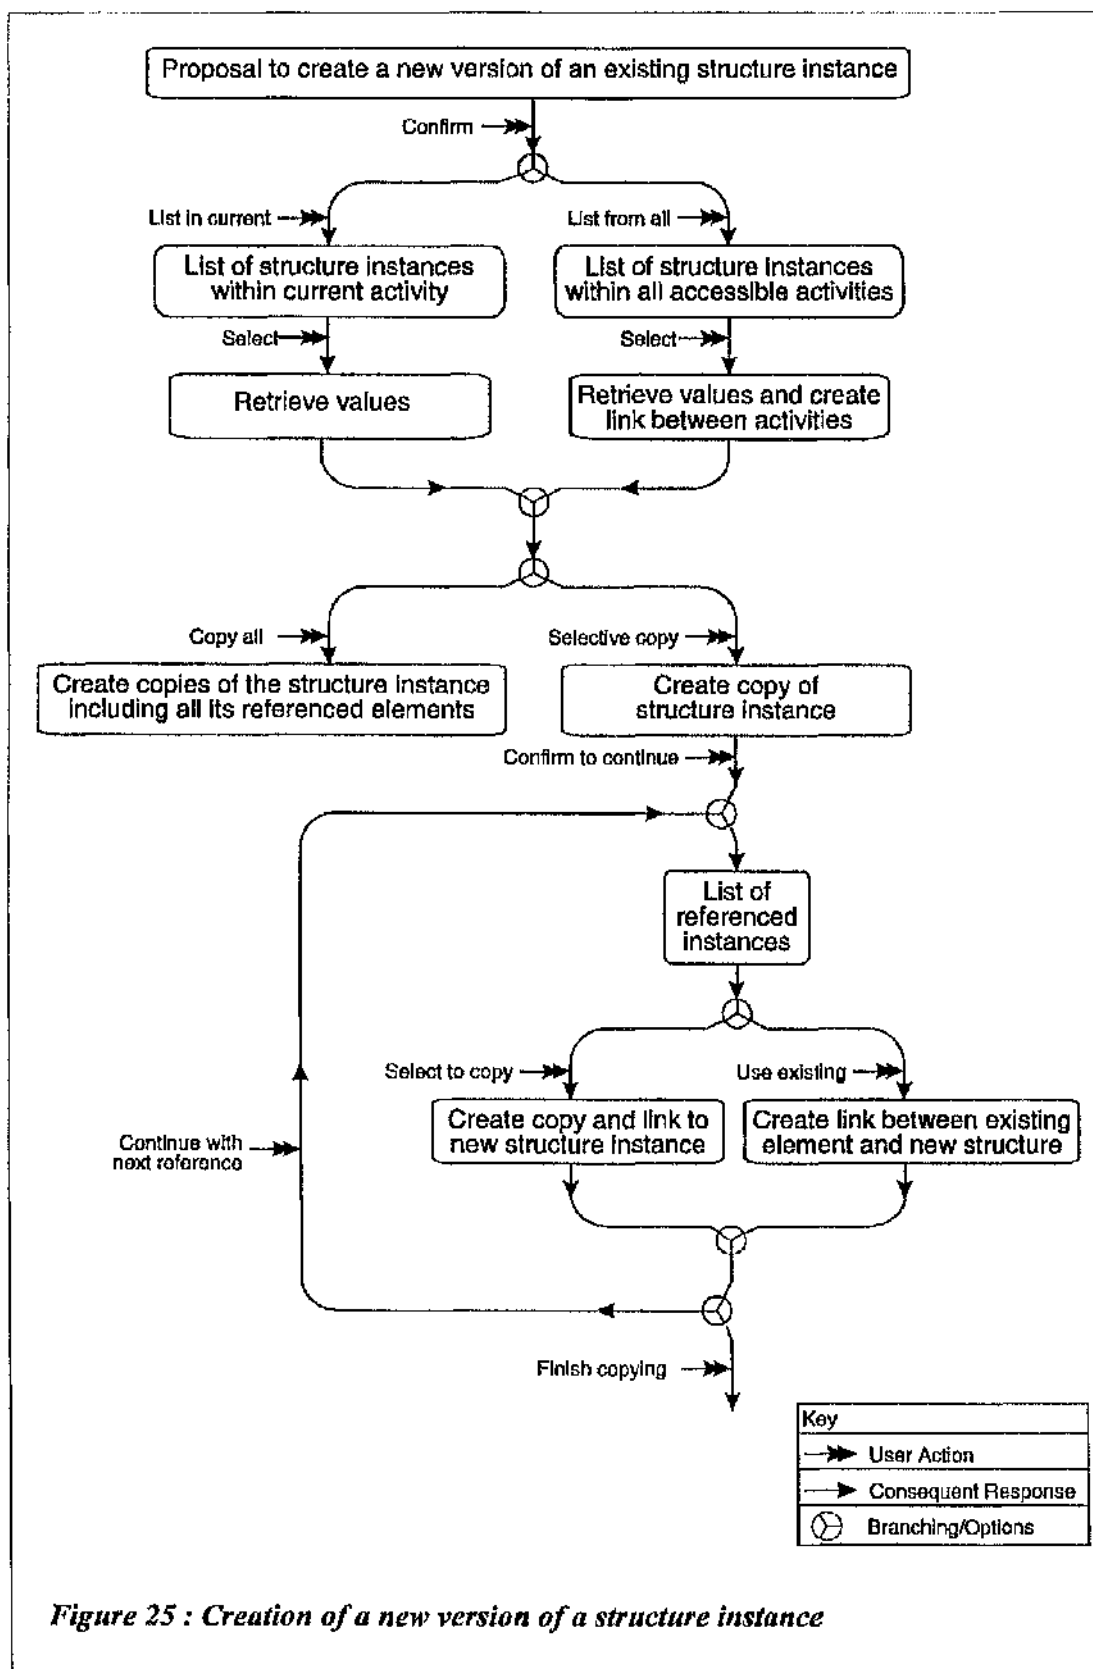 Proposal to create a new version of an existing structure instance
Confirm
List in current
List from all
List of structure instances
within current activity
List of structure instances
within all accessible activities
Select
Select
Retrieve values
Retrieve values and create
link between activities
Copy all
Selective copy
Create copies of the structure instance
including all its referenced elements
Create copy of
structure instance
Confirm to continue
List of
referenced
instances
Select to copy
Use existing
Create copy and link to
new structure instance
Create link between existing
element and new structure
Continue with
next reference
Finish copying
Key
User Action
Consequent Response
Branching/Options
Figure 25 : Creation of a new version of a structure instance